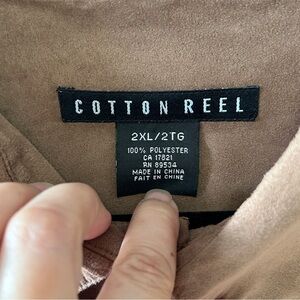 COTTON REEL
2XL/2TG
100% POLYESTER
CA 17821
RN 89534
MADE IN CHINA
FAIT EN CHINE